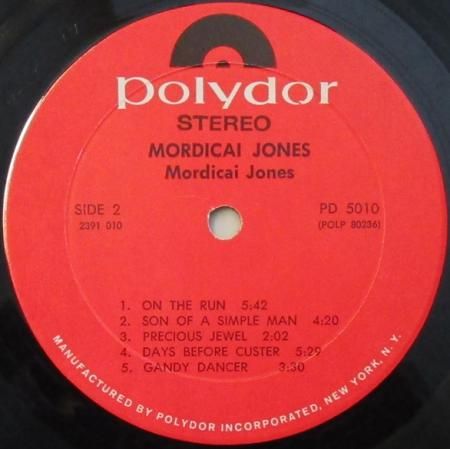 polydor
STEREO
MORDICAI JONES
Mordicai Jones
SIDE 2
2391 010
PD 5010
(POLP 80236)
1. ON THE RUN 5:42
2. SON OF A SIMPLE MAN 4:20
3. PRECIOUS JEWEL 2:02
4. DAYS BEFORE CUSTER 5:29
5. GANDY DANCER 3:30
MANUFACTURED BY POLYDOR INCORPORATED, NEW YORK, N. Y.